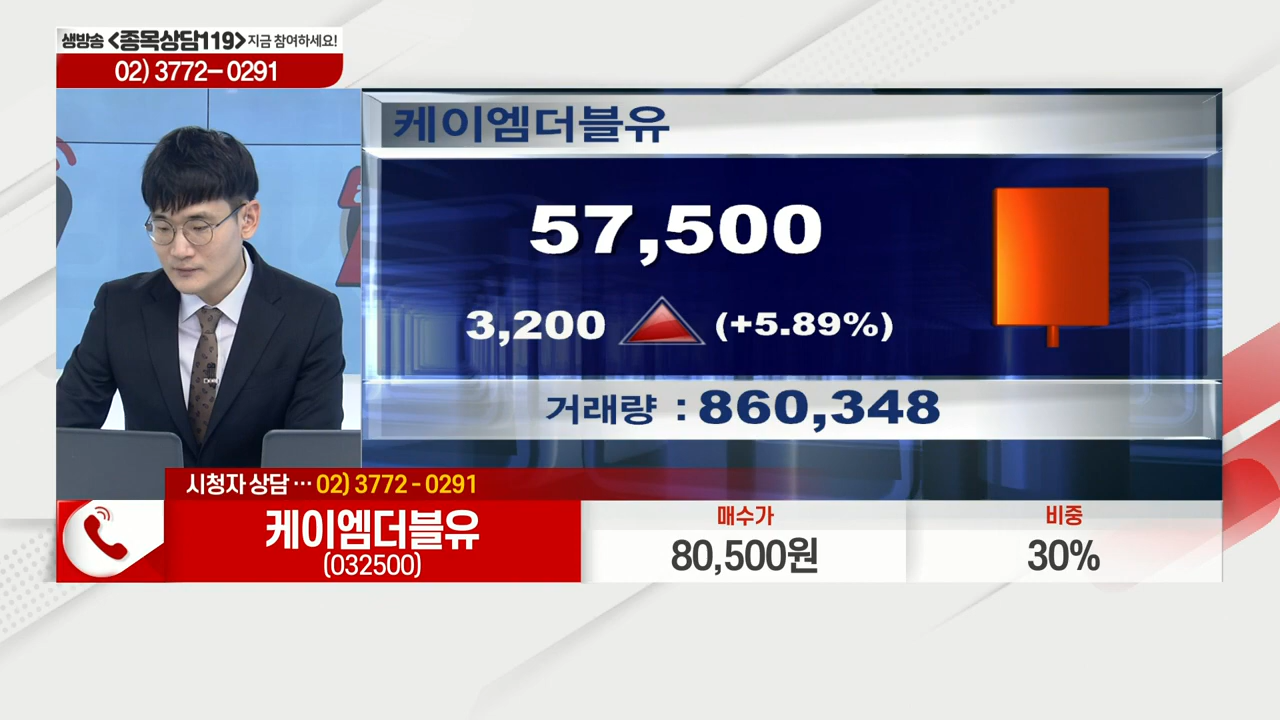 생방송 <종목상담119> 지금 참여하세요!
02) 3772-0291
케이엠더블유
57,500
3,200 ▲ (+5.89%)
거래량 : 860,348
시청자 상담 … 02) 3772 - 0291
케이엠더블유
(032500)
매수가
80,500원
비중
30%